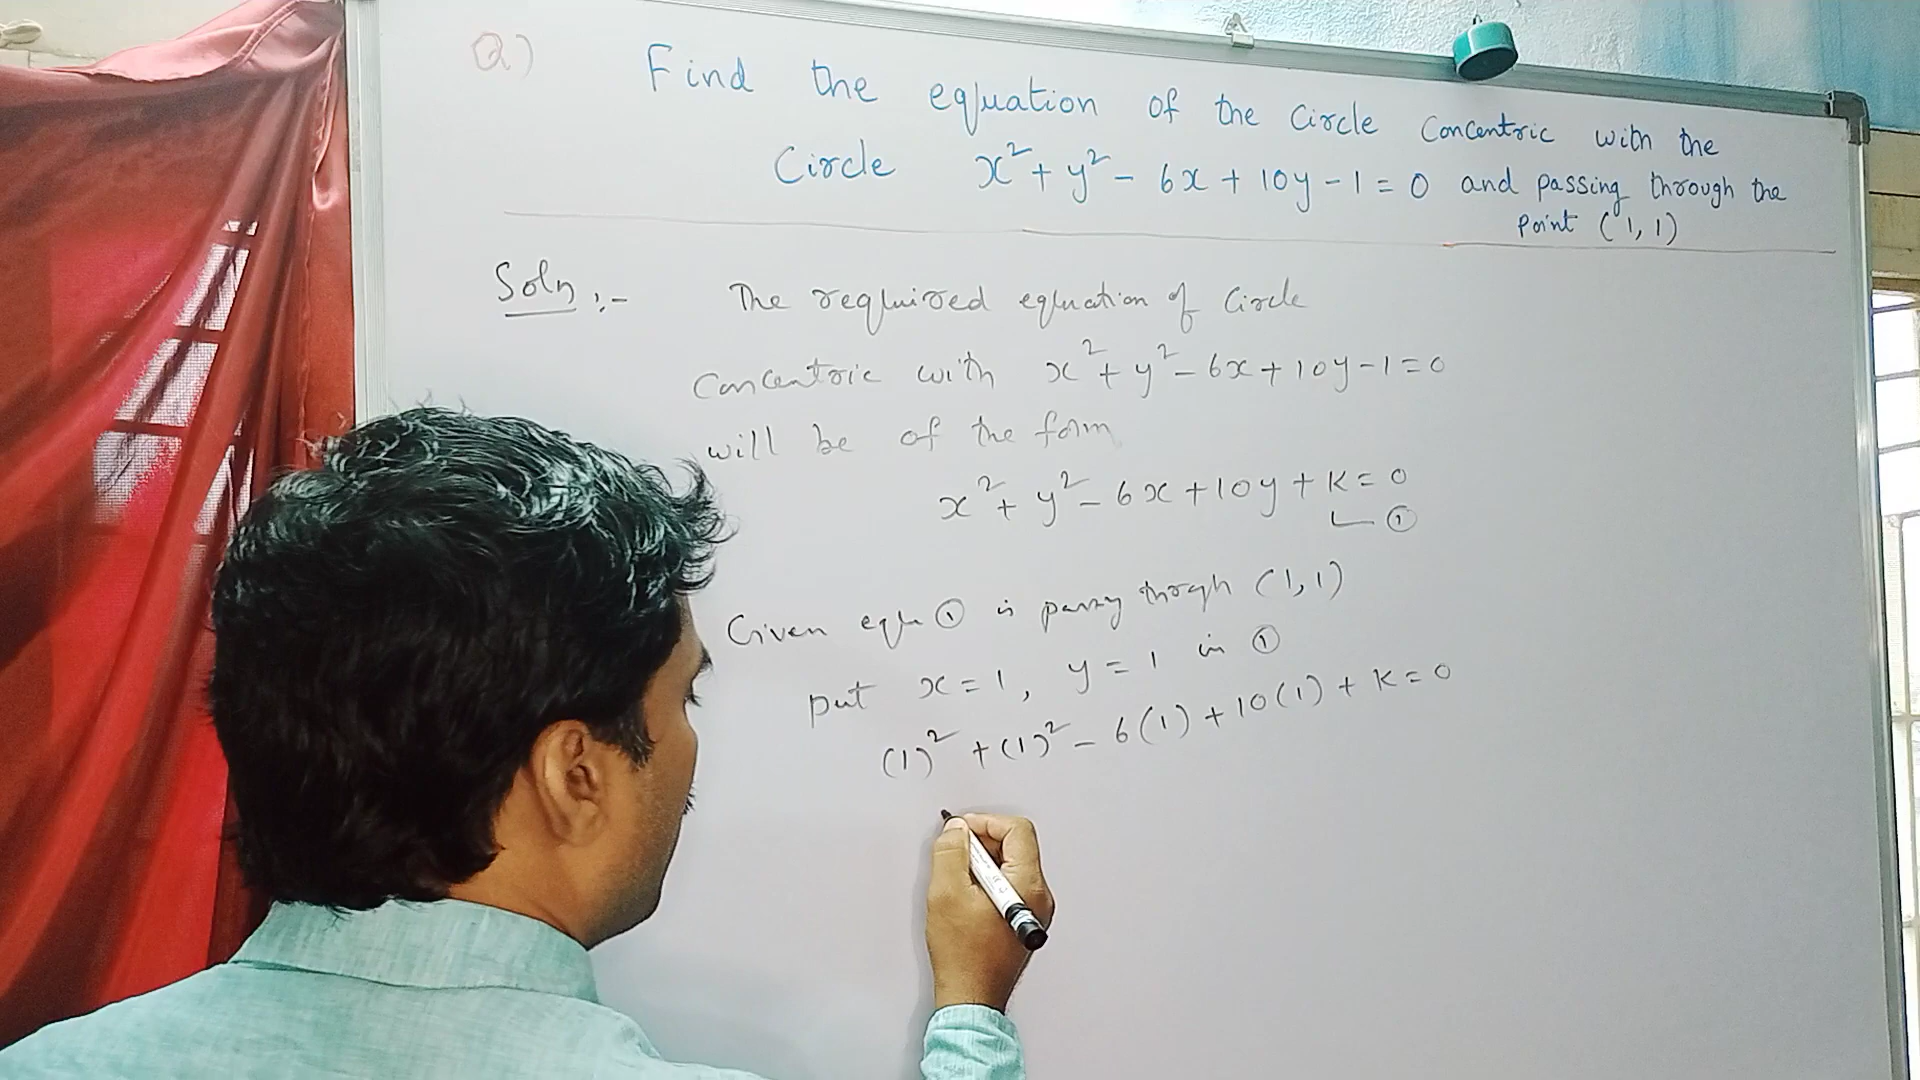 Q) Find the equation of the Circle Concentric with the
Circle x² + y² - 6x + 10y - 1 = 0 and passing through the
point (1, 1)
Soln :- The required equation of Circle
Concentric with x² + y² - 6x + 10y - 1 = 0
will be of the form
x² + y² - 6x + 10y + k = 0
①
Given equ ① is through (1, 1)
put x = 1, y = 1 in ①
(1)² + (1)² - 6(1) + 10(1) + k = 0